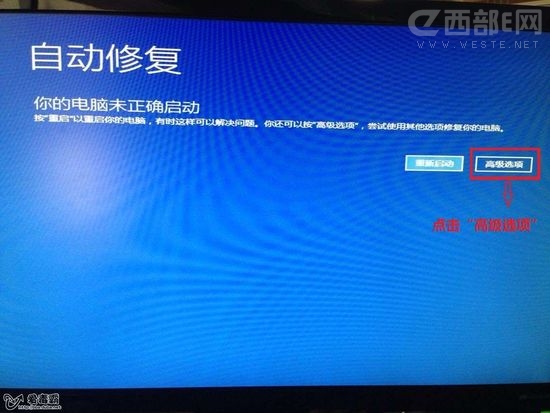 西部E网
WWW.WESTE.NET
自动修复
你的电脑未正确启动
按"重启"以重启你的电脑，有时这样可以解决问题。你还可以按"高级选项"，尝试使用其他选项修复你的电脑。
重新启动 高级选项
点击“高级选项”
爱毒霸